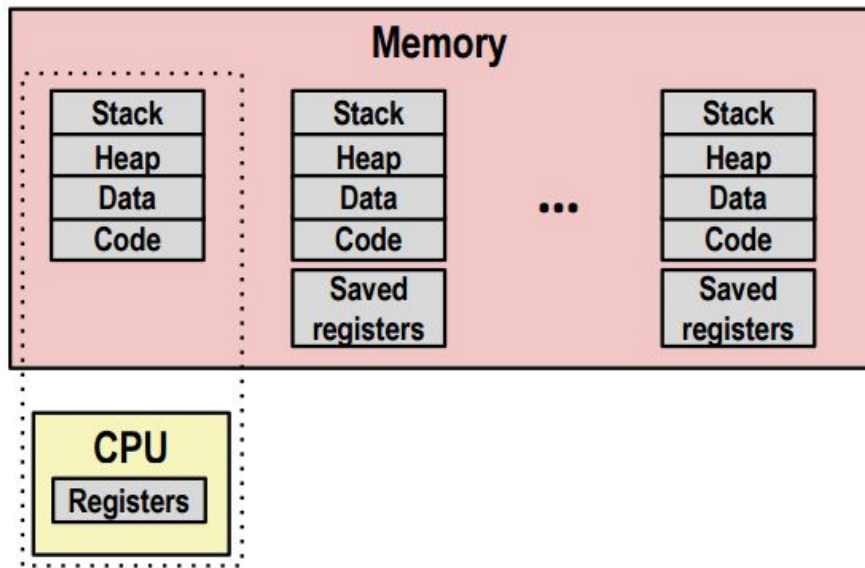 Memory
Stack
Heap
Data
Code
Stack
Heap
Data
Code
Saved
registers
...
Stack
Heap
Data
Code
Saved
registers
CPU
Registers